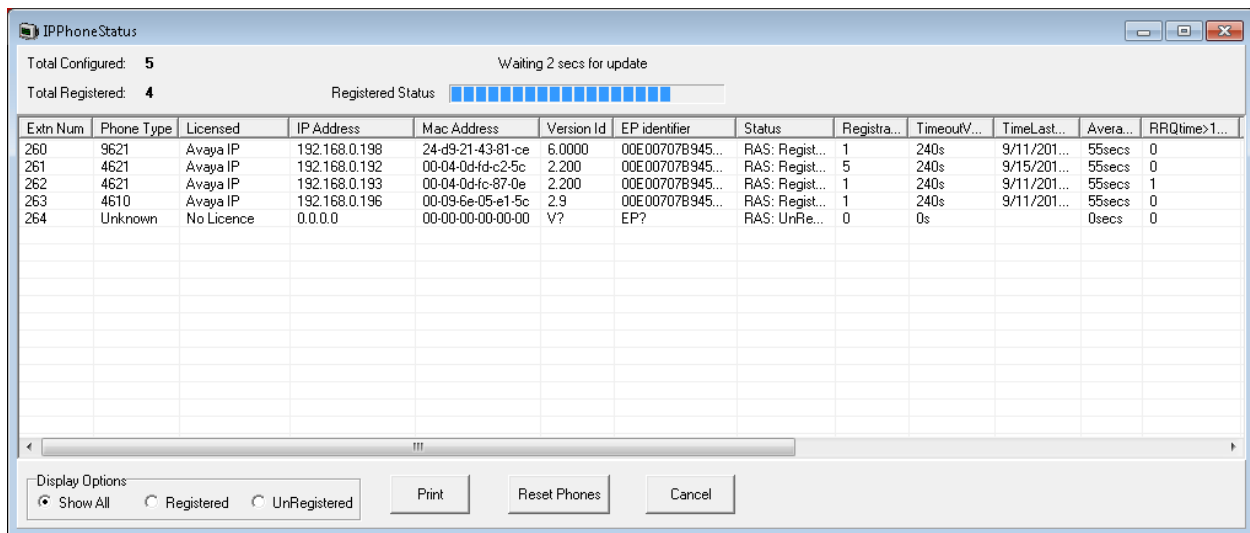 IPPhoneStatus
Total Configured: 5 Waiting 2 secs for update
Total Registered: 4 Registered Status
Extn Num Phone Type Licensed IP Address Mac Address Version Id EP identifier Status Registra... TimeoutV... TimeLast... Avera... RRQtime>1...
260 9621 Avaya IP 192.168.0.198 24-d9-21-43-81-ce 6.0000 00E00707B945... RAS: Regist... 1 240s 9/11/201... 55secs 0
261 4621 Avaya IP 192.168.0.192 00-04-0d-fd-c2-5c 2.200 00E00707B945... RAS: Regist... 5 240s 9/15/201... 55secs 0
262 4621 Avaya IP 192.168.0.193 00-04-0d-fc-87-0e 2.200 00E00707B945... RAS: Regist... 1 240s 9/11/201... 55secs 1
263 4610 Avaya IP 192.168.0.196 00-09-6e-05-e1-5c 2.9 00E00707B945... RAS: Regist... 1 240s 9/11/201... 55secs 0
264 Unknown No Licence 0.0.0.0 00-00-00-00-00-00 V? EP? RAS: UnRe... 0 0s 0secs 0
Display Options
Show All Registered UnRegistered Print Reset Phones Cancel